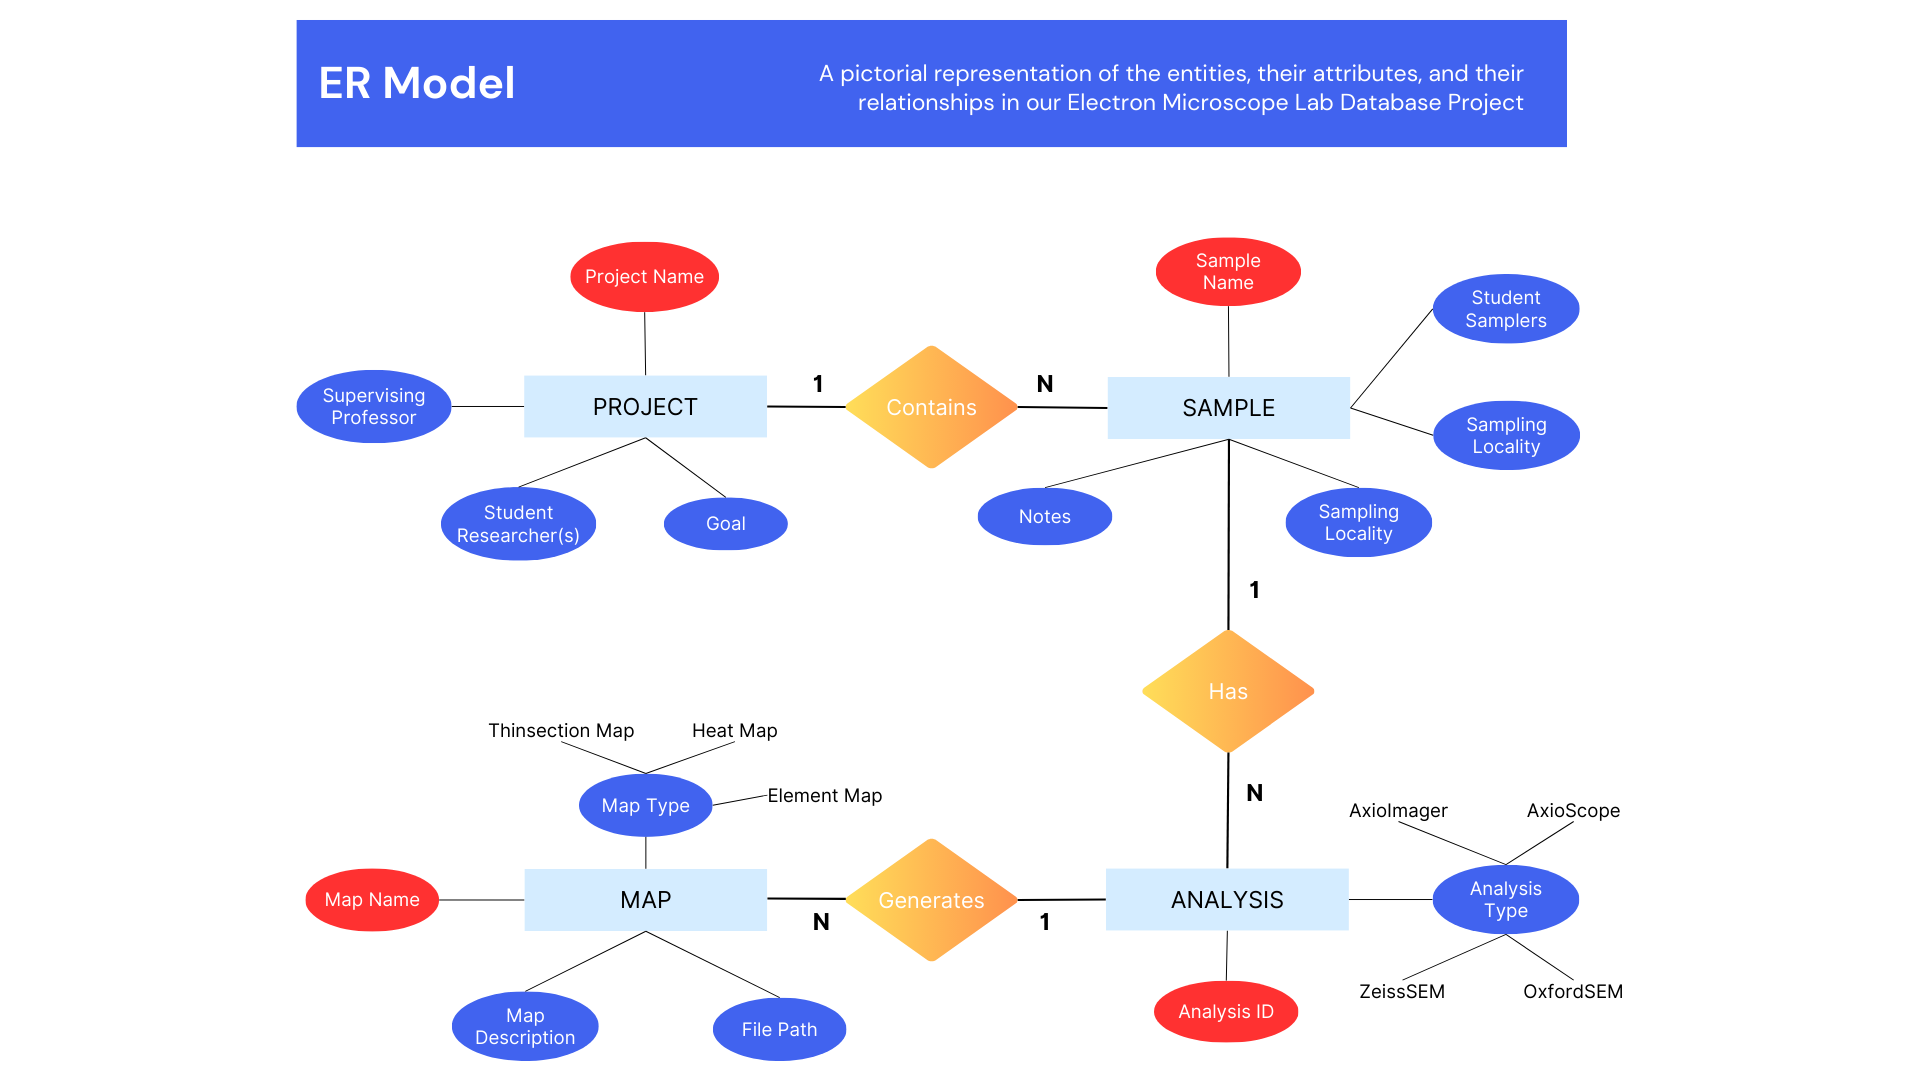 ER Model
A pictorial representation of the entities, their attributes, and their
relationships in our Electron Microscope Lab Database Project
Project Name
Sample
Name
Student
Samplers
Supervising
Professor
PROJECT
1
Contains
N
SAMPLE
Sampling
Locality
Student
Researcher(s)
Goal
Notes
Sampling
Locality
1
Has
N
Thinsection Map
Heat Map
Map Type
Element Map
AxioImager
AxioScope
Map Name
MAP
N
Generates
1
ANALYSIS
Analysis
Type
ZeissSEM
OxfordSEM
Map
Description
File Path
Analysis ID